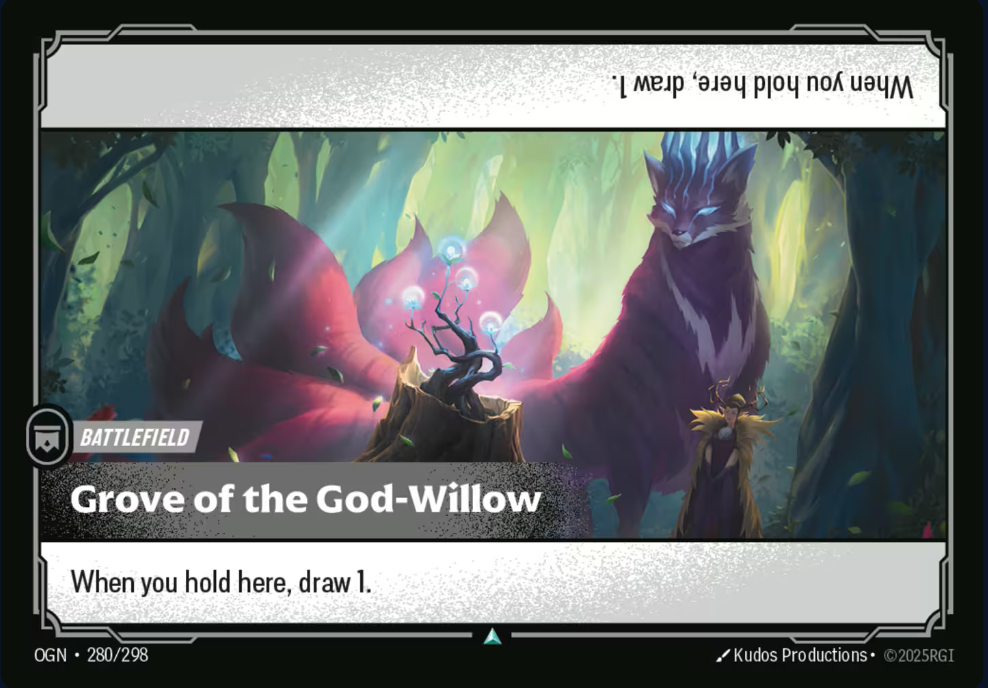 When you hold here, draw 1.
BATTLEFIELD
Grove of the God-Willow
When you hold here, draw 1.
OGN • 280/298
Kudos Productions • ©2025RGI